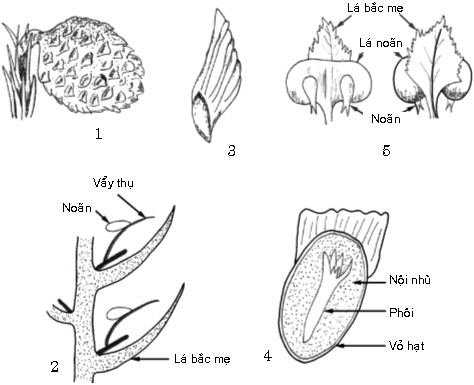 Lá bắc mẹ
Lá noãn
Noãn
1
3
5
Vẩy thụ
Noãn
Lá bắc mẹ
2
Nội nhũ
Phôi
Vỏ hạt
4